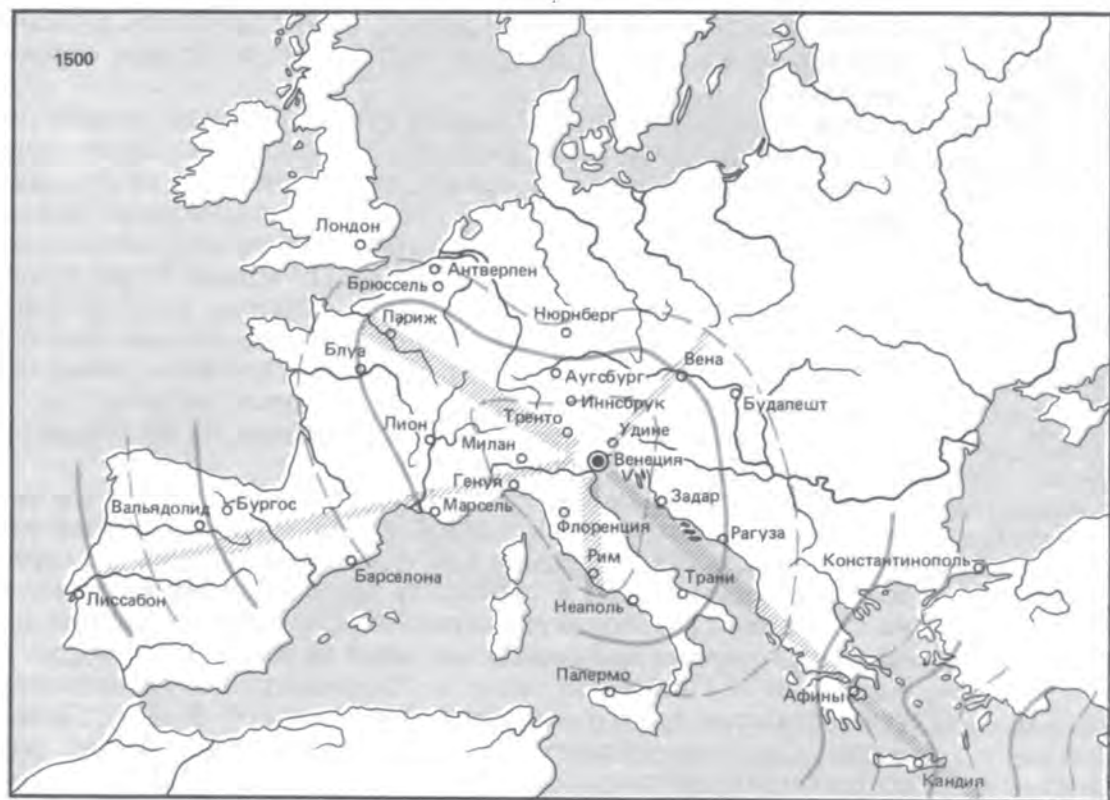 1500
Лондон
Антверпен
Брюссель
Париж
Нюрнберг
Блуа
Вена
Аугсбург
Иннсбрук
Будапешт
Тренто
Удине
Лион
Милан
Венеция
Генуя
Задар
Бургос
Вальядолид
Марсель
Флоренция
Рагуза
Рим
Константинополь
Барселона
Трани
Лиссабон
Неаполь
Палермо
Афины
Кандия